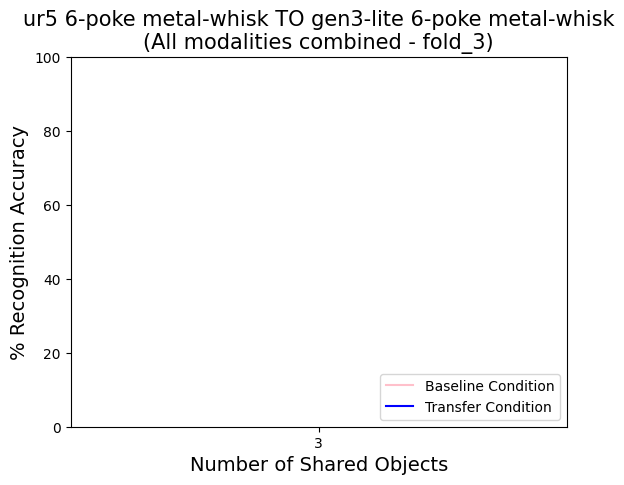 ur5 6-poke metal-whisk TO gen3-lite 6-poke metal-whisk
(All modalities combined - fold_3)
% Recognition Accuracy
100
80
60
40
20
0
Baseline Condition
Transfer Condition
3
Number of Shared Objects